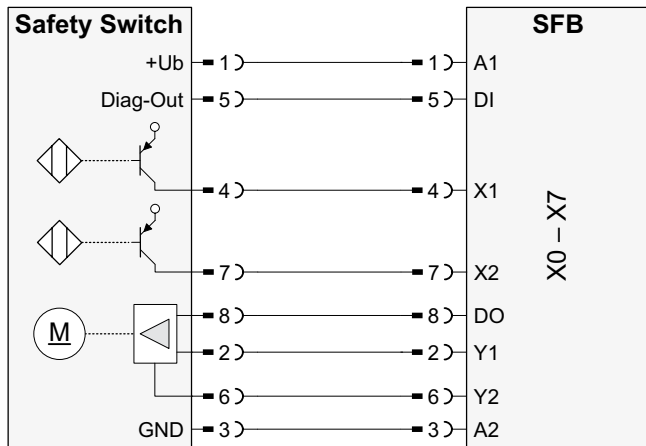 Safety Switch SFB
+Ub 1 1 A1
Diag-Out 5 5 DI
4 4 X1
X0 – X7
7 7 X2
8 8 DO
M
2 2 Y1
6 6 Y2
GND 3 3 A2